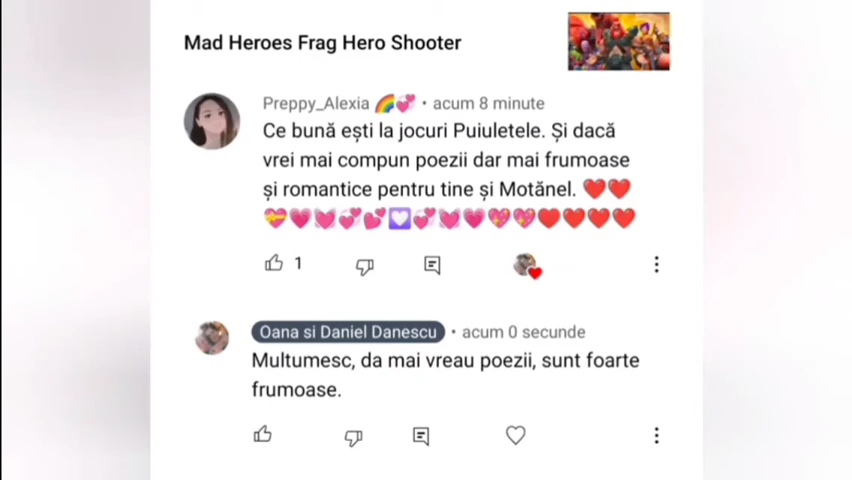 Mad Heroes Frag Hero Shooter
Preppy_Alexia 🌈💞 • acum 8 minute
Ce bună ești la jocuri Puiuletele. Și dacă
vrei mai compun poezii dar mai frumoase
și romantice pentru tine și Motănel. ❤️❤️
💝💗💓💞💕💟💞💓💗💖💖❤️❤️❤️❤️
1
Oana si Daniel Danescu • acum 0 secunde
Multumesc, da mai vreau poezii, sunt foarte
frumoase.